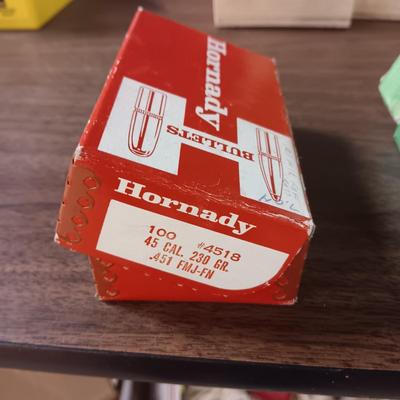 Hornady
BULLETS
Hornady
100 #4518
45 CAL. 230 GR.
.451 FMJ-FN